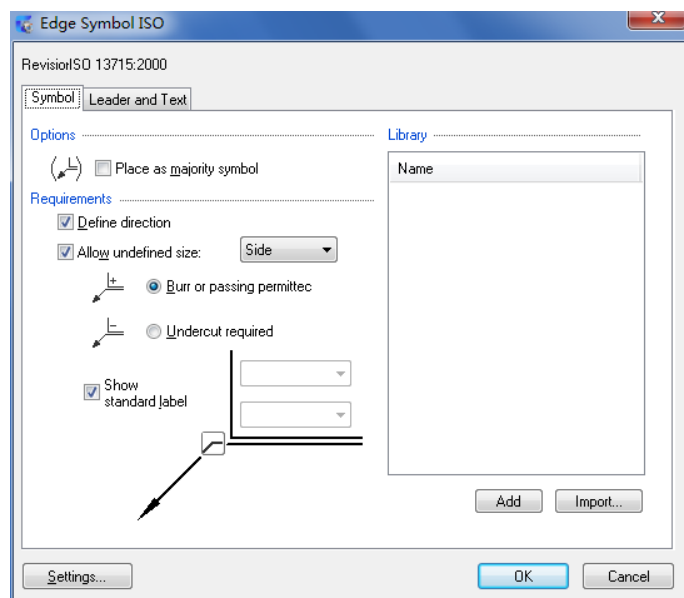 Edge Symbol ISO
RevisionISO 13715:2000
Symbol
Leader and Text
Options
Library
Place as majority symbol
Name
Requirements
Define direction
Allow undefined size:
Side
+
Burr or passing permittec
-
Undercut required
Show
standard label
Add
Import...
Settings...
OK
Cancel